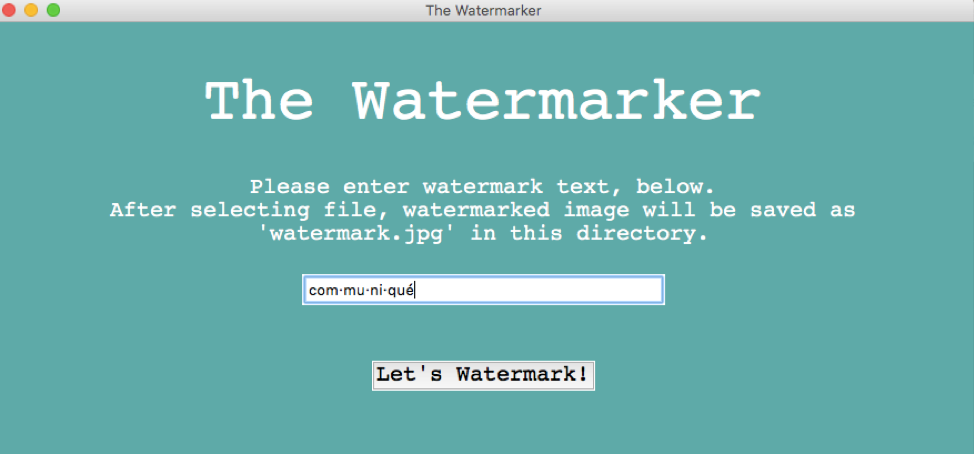 The Watermarker
The Watermarker
Please enter watermark text, below.
After selecting file, watermarked image will be saved as
'watermark.jpg' in this directory.
com·mu·ni·qué
Let's Watermark!